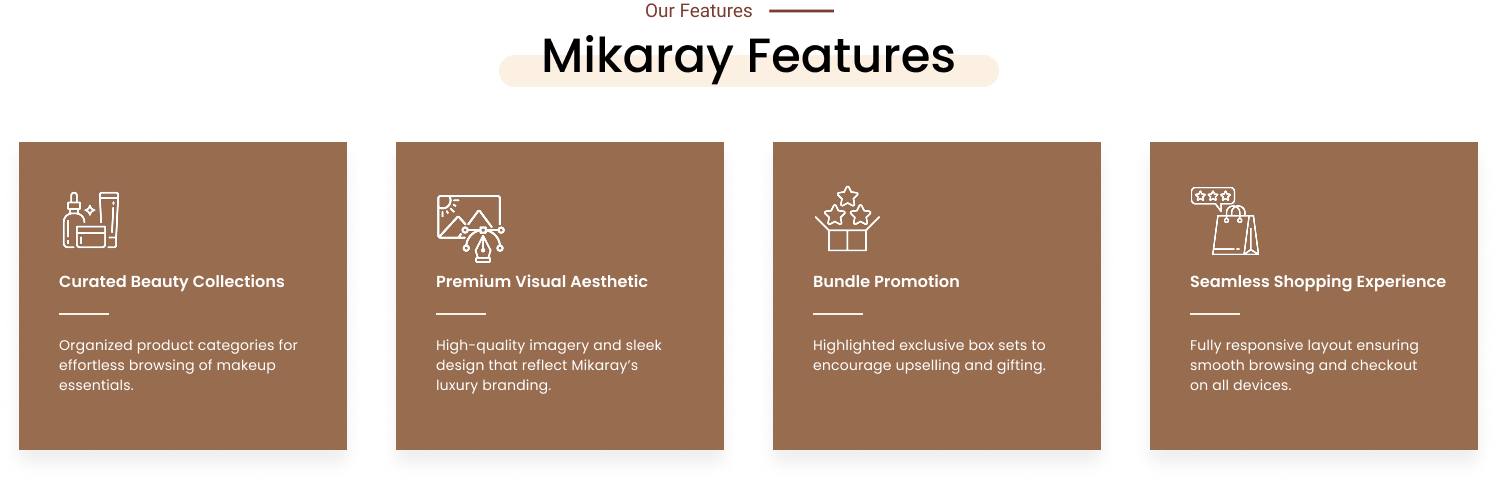 Our Features
Mikaray Features
Curated Beauty Collections
Organized product categories for
effortless browsing of makeup
essentials.
Premium Visual Aesthetic
High-quality imagery and sleek
design that reflect Mikaray’s
luxury branding.
Bundle Promotion
Highlighted exclusive box sets to
encourage upselling and gifting.
Seamless Shopping Experience
Fully responsive layout ensuring
smooth browsing and checkout
on all devices.